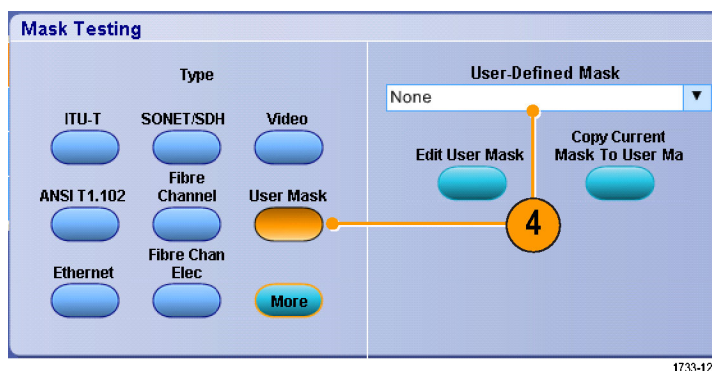 Mask Testing
Type
ITU-T
SONET/SDH
Video
ANSI T1.102
Fibre
Channel
User Mask
Ethernet
Fibre Chan
Elec
More
User-Defined Mask
None
Edit User Mask
Copy Current
Mask To User Ma
4
1733-12